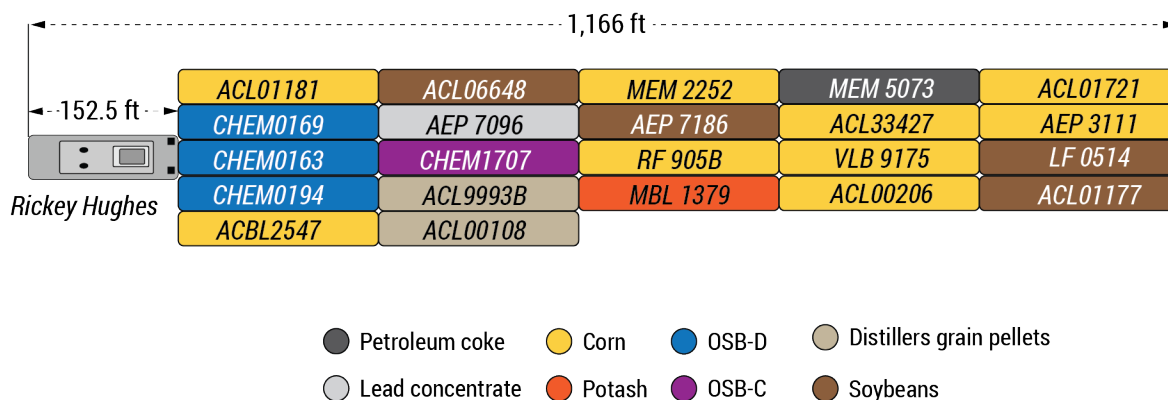 1,166 ft
152.5 ft
ACL01181 ACL06648 MEM 2252 MEM 5073 ACL01721
CHEM0169 AEP 7096 AEP 7186 ACL33427 AEP 3111
CHEM0163 CHEM1707 RF 905B VLB 9175 LF 0514
CHEM0194 ACL9993B MBL 1379 ACL00206 ACL01177
ACBL2547 ACL00108
Rickey Hughes
Petroleum coke Corn OSB-D Distillers grain pellets
Lead concentrate Potash OSB-C Soybeans